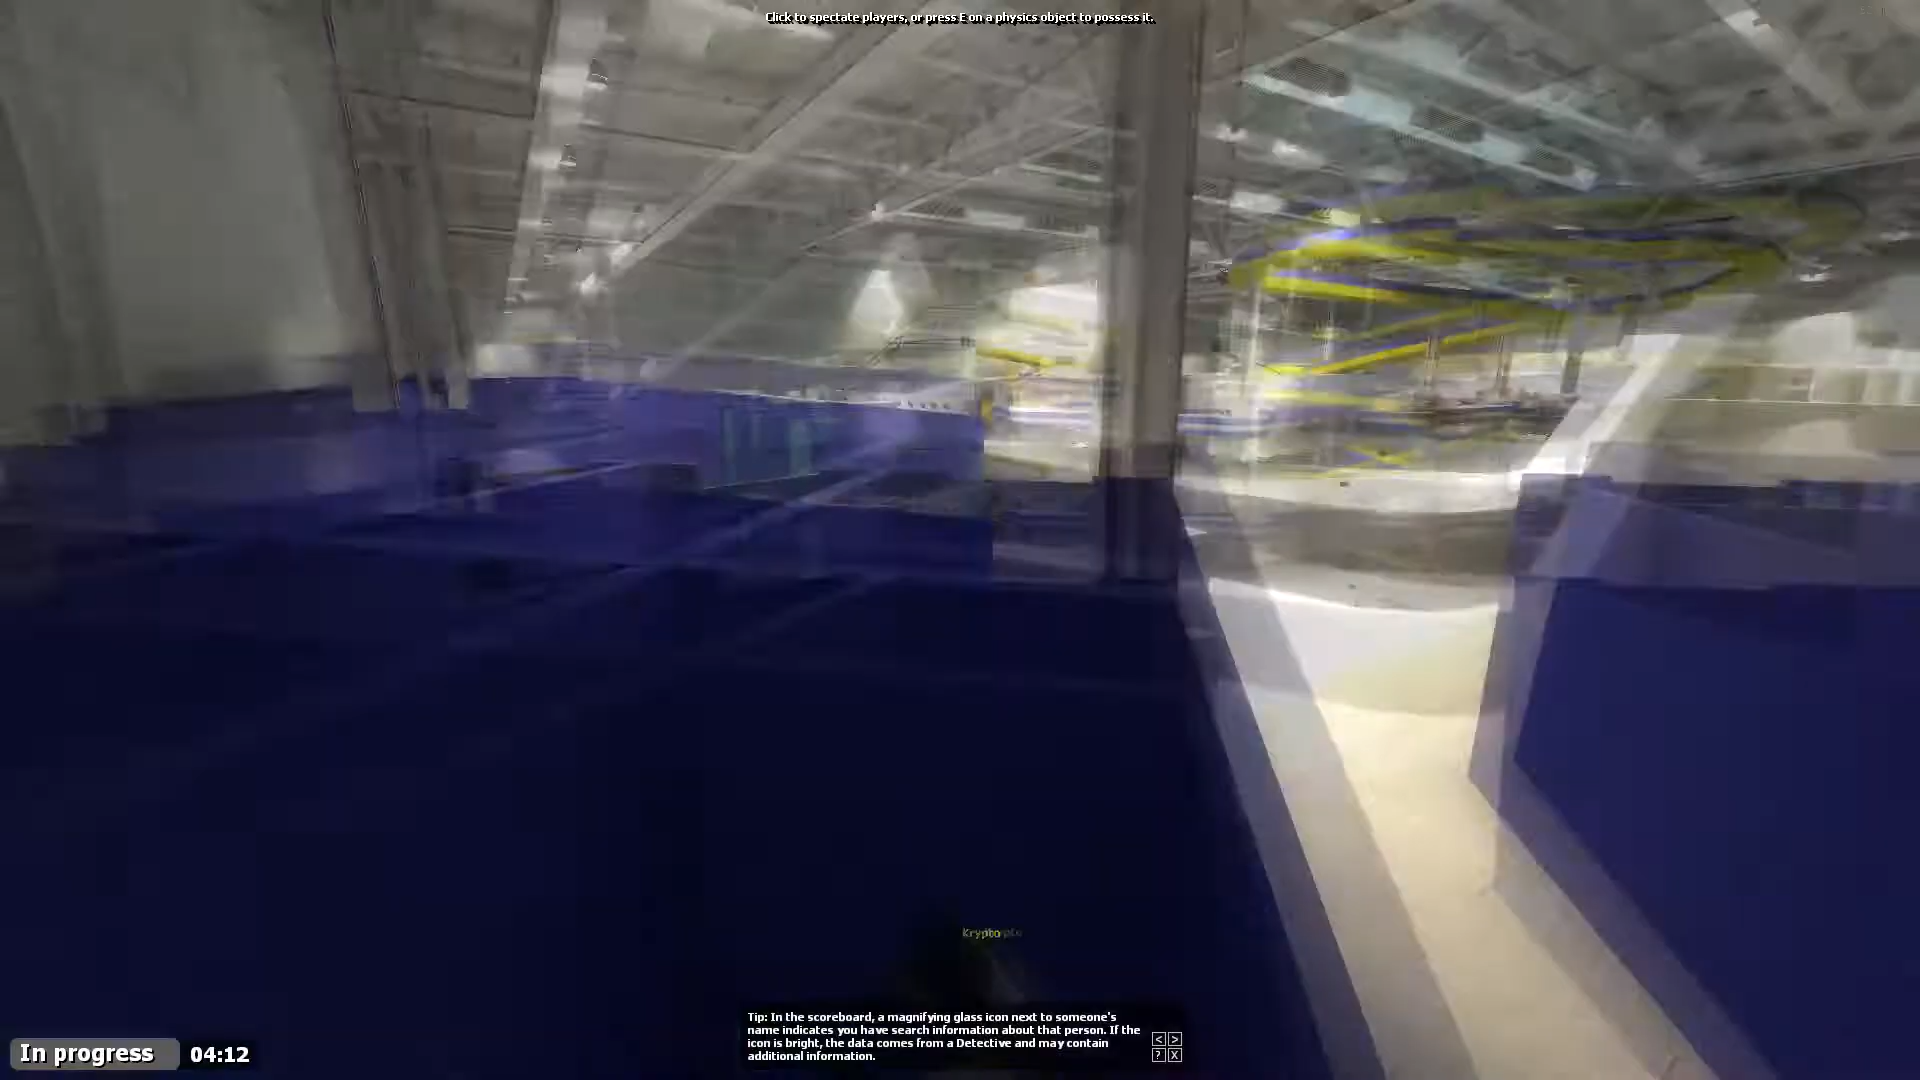 Click to spectate players, or press E on a physics object to possess it.
Krypto
Tip: In the scoreboard, a magnifying glass icon next to someone's
name indicates you have search information about that person. If the
icon is bright, the data comes from a Detective and may contain
additional information.
< >
? X
In progress 04:12